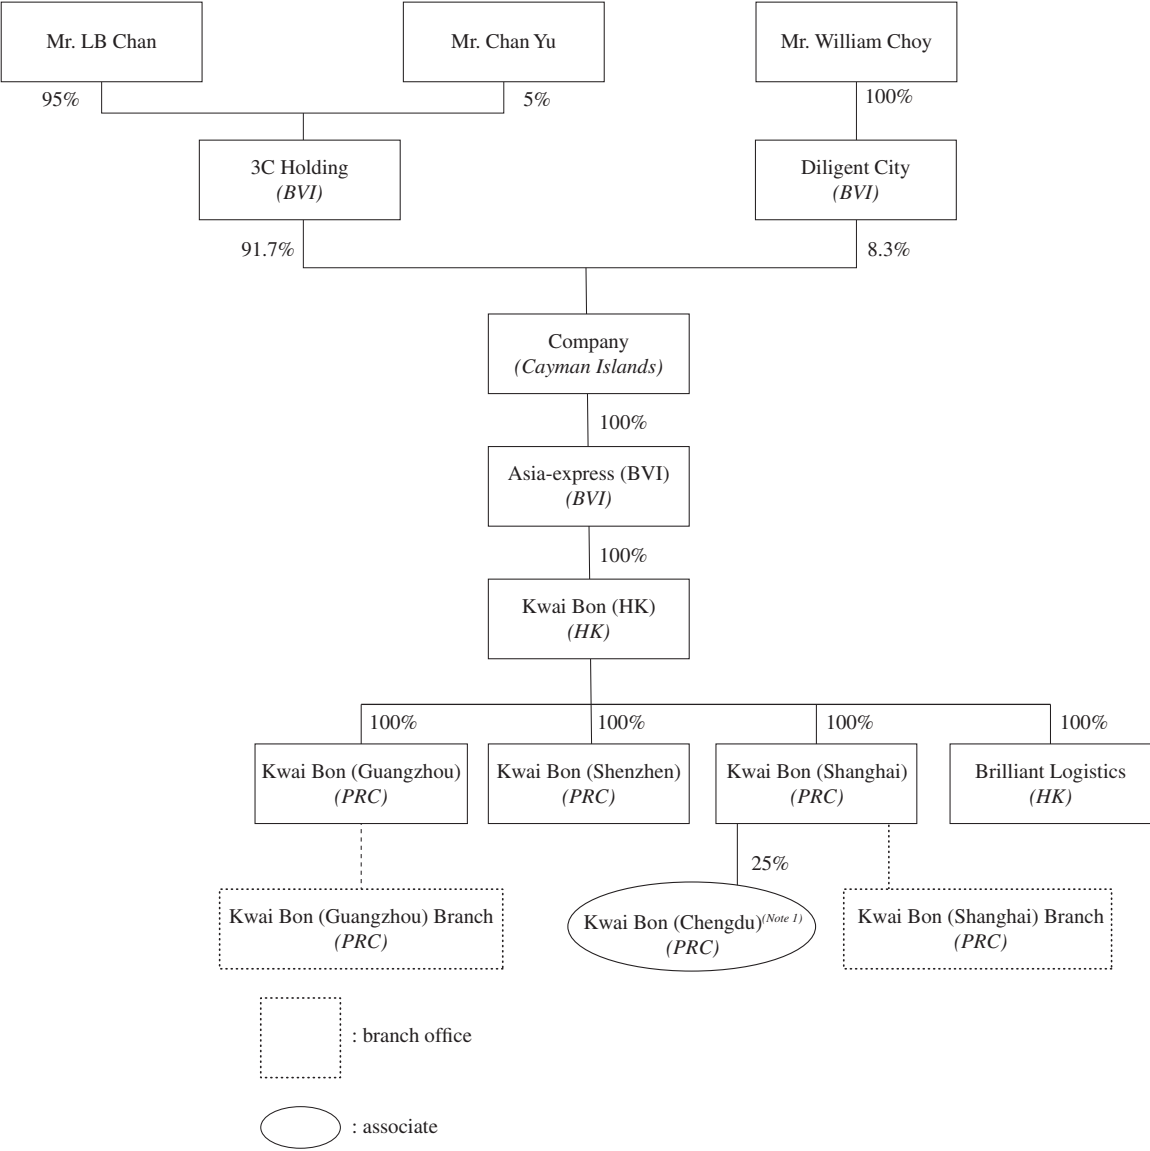 Mr. LB Chan
Mr. Chan Yu
Mr. William Choy
95%
5%
100%
3C Holding
(BVI)
Diligent City
(BVI)
91.7%
8.3%
Company
(Cayman Islands)
100%
Asia-express (BVI)
(BVI)
100%
Kwai Bon (HK)
(HK)
100%
100%
100%
100%
Kwai Bon (Guangzhou)
(PRC)
Kwai Bon (Shenzhen)
(PRC)
Kwai Bon (Shanghai)
(PRC)
Brilliant Logistics
(HK)
25%
Kwai Bon (Guangzhou) Branch
(PRC)
Kwai Bon (Chengdu)(Note 1)
(PRC)
Kwai Bon (Shanghai) Branch
(PRC)
: branch office
: associate